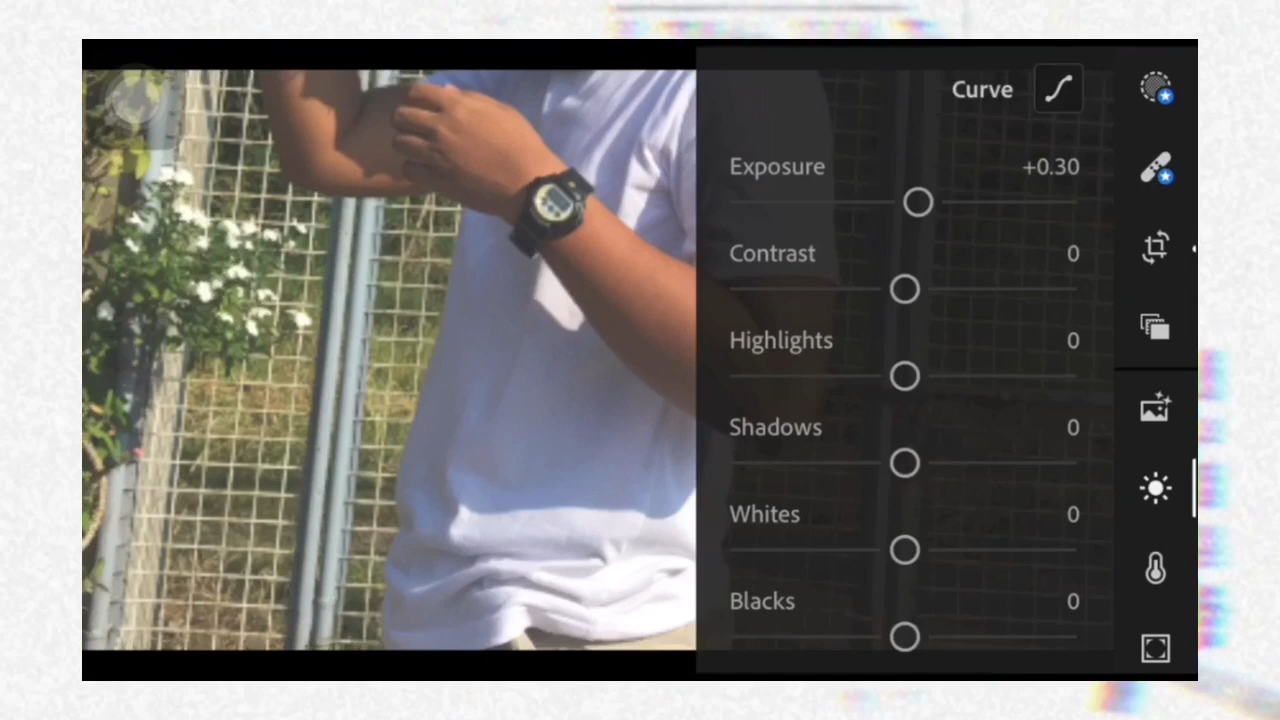 Curve
Exposure +0.30
Contrast 0
Highlights 0
Shadows 0
Whites 0
Blacks 0